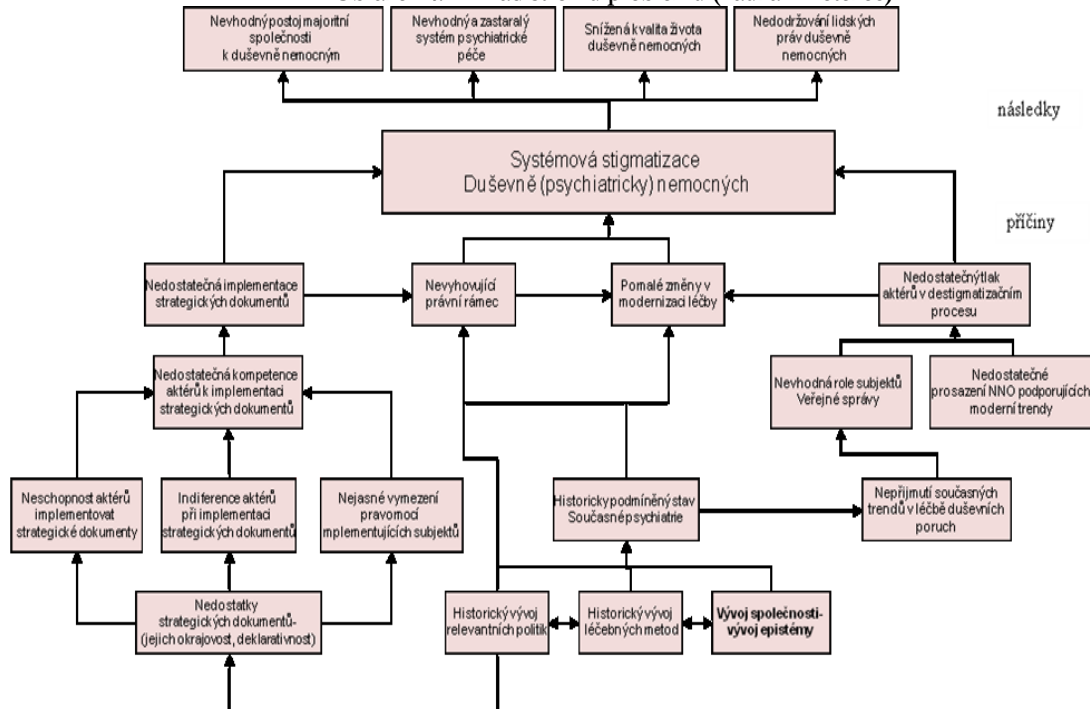 Nevhodný postoj majoritní
společnosti
k duševně nemocným
Nevhodný a zastaralý
systém psychiatrické
péče
Snížená kvalita života
duševně nemocných
Nedodržování lidských
práv duševně
nemocných
následky
Systémová stigmatizace
Duševně (psychiatricky) nemocných
příčiny
Nedostatečná implementace
strategických dokumentů
Nevyhovující
právní rámec
Pomalé změny v
modernizaci léčby
Nedostatečný tlak
aktérů v destigmatizačním
procesu
Nedostatečná kompetence
aktérů k implementaci
strategických dokumentů
Nevhodná role subjektů
Veřejné správy
Nedostatečné
prosazení NNO podporujících
moderní trendy
Neschopnost aktérů
implementovat
strategické dokumenty
Indiference aktérů
při implementaci
strategických dokumentů
Nejasné vymezení
pravomocí
mplementujících subjektů
Historicky podmíněný stav
Současné psychiatrie
Nepřijmutí současných
trendů v léčbě duševních
poruch
Nedostatky
strategických dokumentů-
(jejich okrajovost, deklarativnost)
Historický vývoj
relevantních politik
Historický vývoj
léčebných metod
Vývoj společnosti-
vývoj epistémy